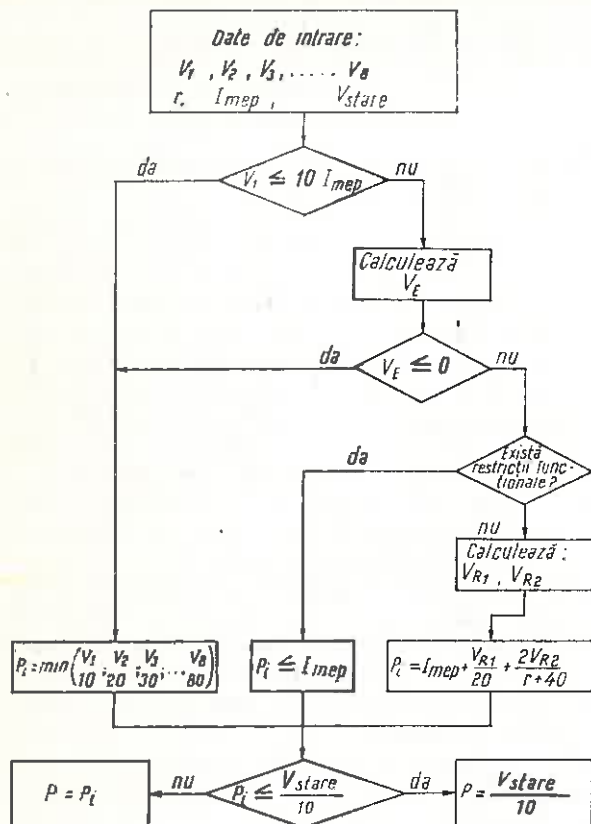 Date de intrare:
V1 , V2 , V3 , ..... V8
r, Imep , Vstare
da
V1 ≤ 10 Imep
nu
Calculează
VE
da
VE ≤ 0
nu
da
Există
restricții func-
ționale?
nu
Calculează:
VR1 , VR2
Pi = min(V1/10 ; V2/20 ; V3/30 ; ... V8/80)
Pi ≤ Imep
Pi = Imep + VR1/20 + 2VR2/r+40
P = Pi
nu
Pi ≤ Vstare/10
da
P = Vstare/10